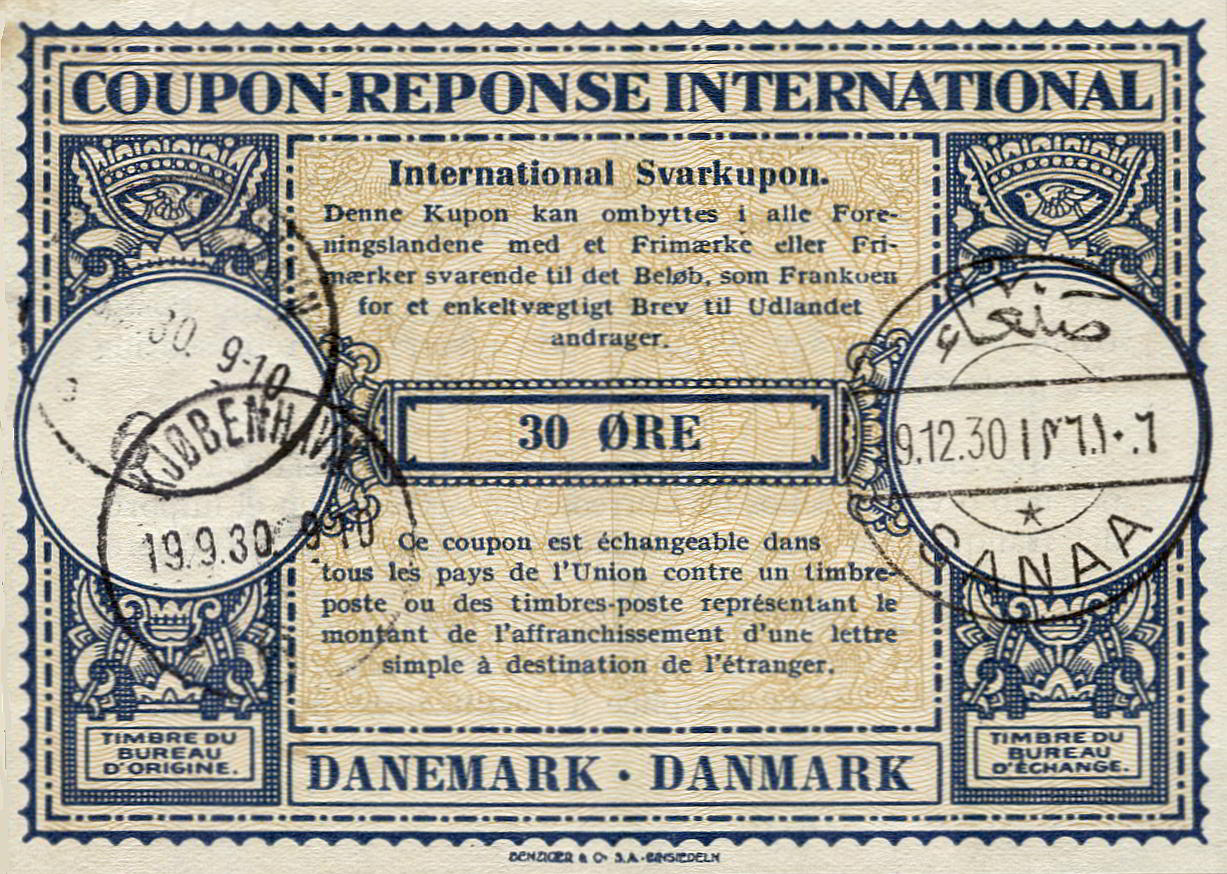 COUPON-REPONSE INTERNATIONAL
International Svarkupon.
Denne Kupon kan ombyttes i alle Fore-
ningslandene med et Frimærke eller Fri-
mærker svarende til det Beløb, som Frankoen
for et enkeltvægtigt Brev til Udlandet
andrager.
30 ØRE
Ce coupon est échangeable dans
tous les pays de l'Union contre un timbre-
poste ou des timbres-poste représentant le
montant de l'affranchissement d'une lettre
simple à destination de l'étranger.
30. 9-10
KJØBENHAVN
19.9.30 9-10
صنعاء
9.12.30
SANAA
TIMBRE DU
BUREAU
D'ORIGINE.
DANEMARK · DANMARK
TIMBRE DU
BUREAU
D'ÉCHANGE.
BENZIGER & Co S.A. EINSIEDELN